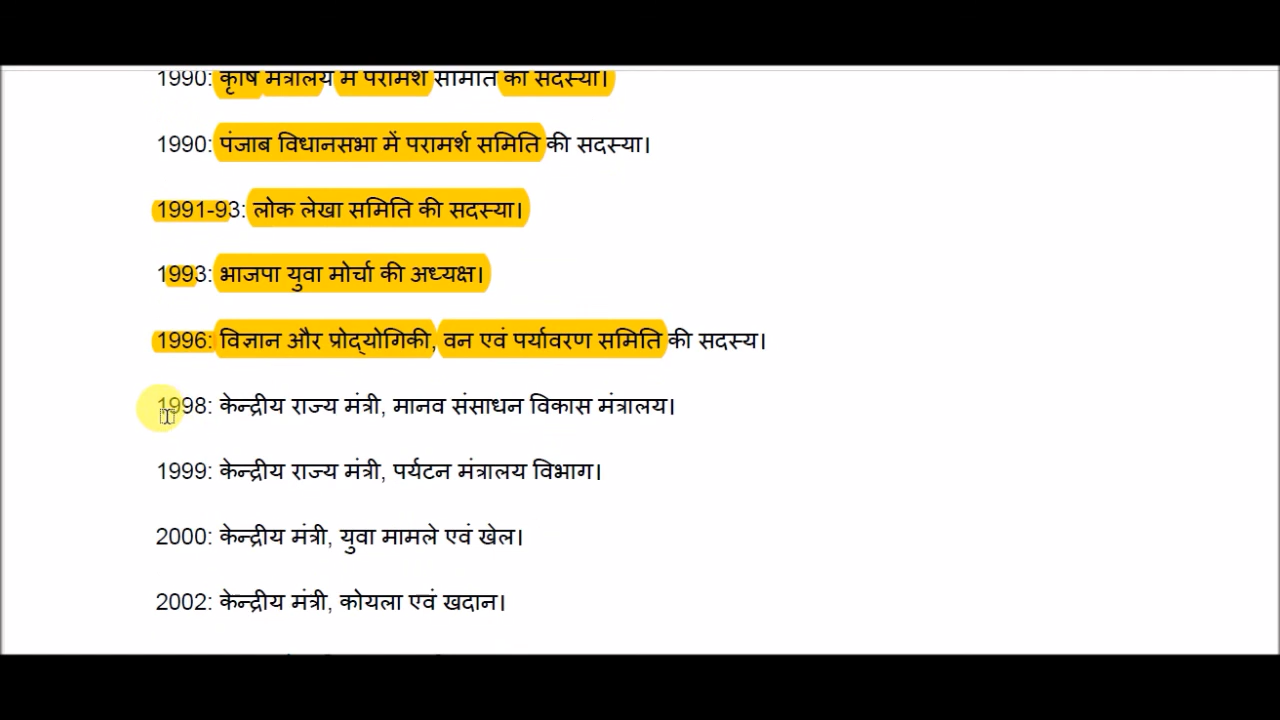 1990: कृषि मंत्रालय में परामर्श समिति की सदस्या।
1990: पंजाब विधानसभा में परामर्श समिति की सदस्या।
1991-93: लोक लेखा समिति की सदस्या।
1993: भाजपा युवा मोर्चा की अध्यक्ष।
1996: विज्ञान और प्रोद्योगिकी, वन एवं पर्यावरण समिति की सदस्य।
1998: केन्द्रीय राज्य मंत्री, मानव संसाधन विकास मंत्रालय।
1999: केन्द्रीय राज्य मंत्री, पर्यटन मंत्रालय विभाग।
2000: केन्द्रीय मंत्री, युवा मामले एवं खेल।
2002: केन्द्रीय मंत्री, कोयला एवं खदान।